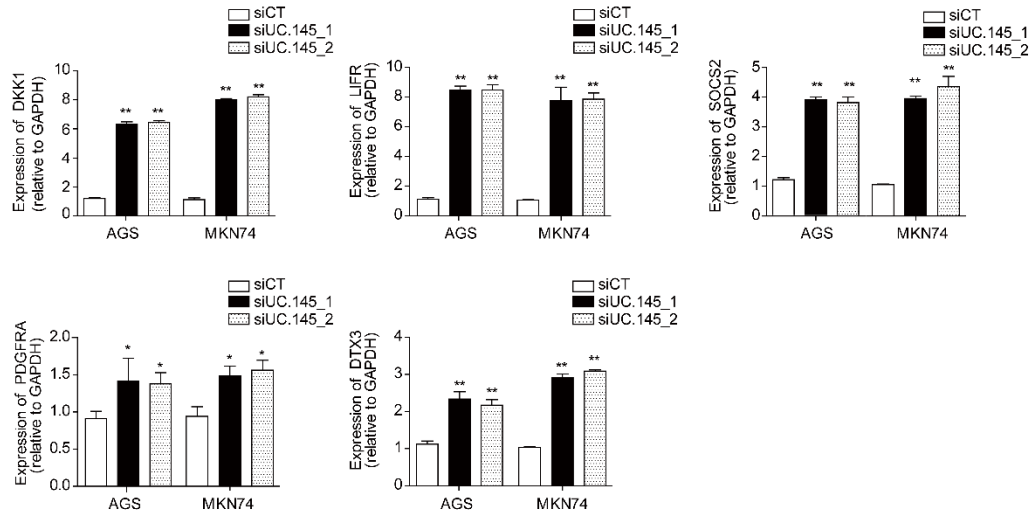 siCT
siUC.145_1
siUC.145_2
Expression of DKK1
(relative to GAPDH)
10
8
6
4
2
0
** **
** **
AGS MKN74
siCT
siUC.145_1
siUC.145_2
Expression of LIFR
(relative to GAPDH)
10
8
6
4
2
0
** **
** **
AGS MKN74
siCT
siUC.145_1
siUC.145_2
Expression of SOCS2
(relative to GAPDH)
5
4
3
2
1
0
** **
** **
AGS MKN74
siCT
siUC.145_1
siUC.145_2
Expression of PDGFRA
(relative to GAPDH)
2.0
1.5
1.0
0.5
0.0
* *
* *
AGS MKN74
siCT
siUC.145_1
siUC.145_2
Expression of DTX3
(relative to GAPDH)
4
3
2
1
0
** **
** **
AGS MKN74